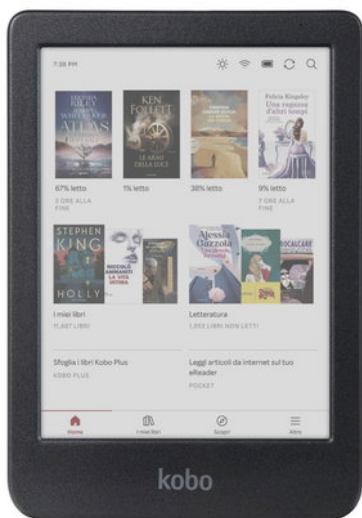 7:38 PM
LUCINDA
RILEY
ATLAS
KEN
FOLLETT
LE ARMI
DELLA LUCE
Felicia Kingsley
Una ragazza
d'altri tempi
67% letto
3 ORE ALLA
FINE
1% letto
38% letto
9% letto
7 ORE ALLA
FINE
STEPHEN
KING
HOLLY
NICCOLÒ
AMMANITI
LA VITA
INTIMA
Alessia
Gazzola
I miei libri
11,687 LIBRI
Letteratura
1,053 LIBRI NON LETTI
Sfoglia i libri Kobo Plus
KOBO PLUS
Leggi articoli da internet sul tuo
eReader
POCKET
Home
I miei libri
Scopri
Altro
kobo